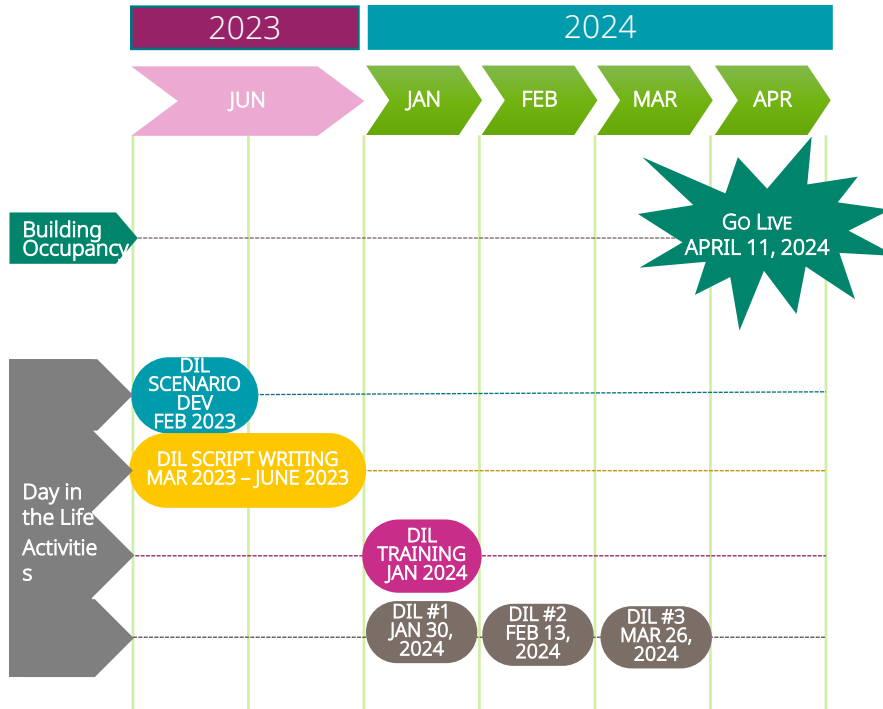 2023
2024
JUN
JAN
FEB
MAR
APR
Building
Occupancy
GO LIVE
APRIL 11, 2024
DIL
SCENARIO
DEV
FEB 2023
DIL SCRIPT WRITING
MAR 2023 – JUNE 2023
Day in
the Life
Activitie
s
DIL
TRAINING
JAN 2024
DIL #1
JAN 30,
2024
DIL #2
FEB 13,
2024
DIL #3
MAR 26,
2024